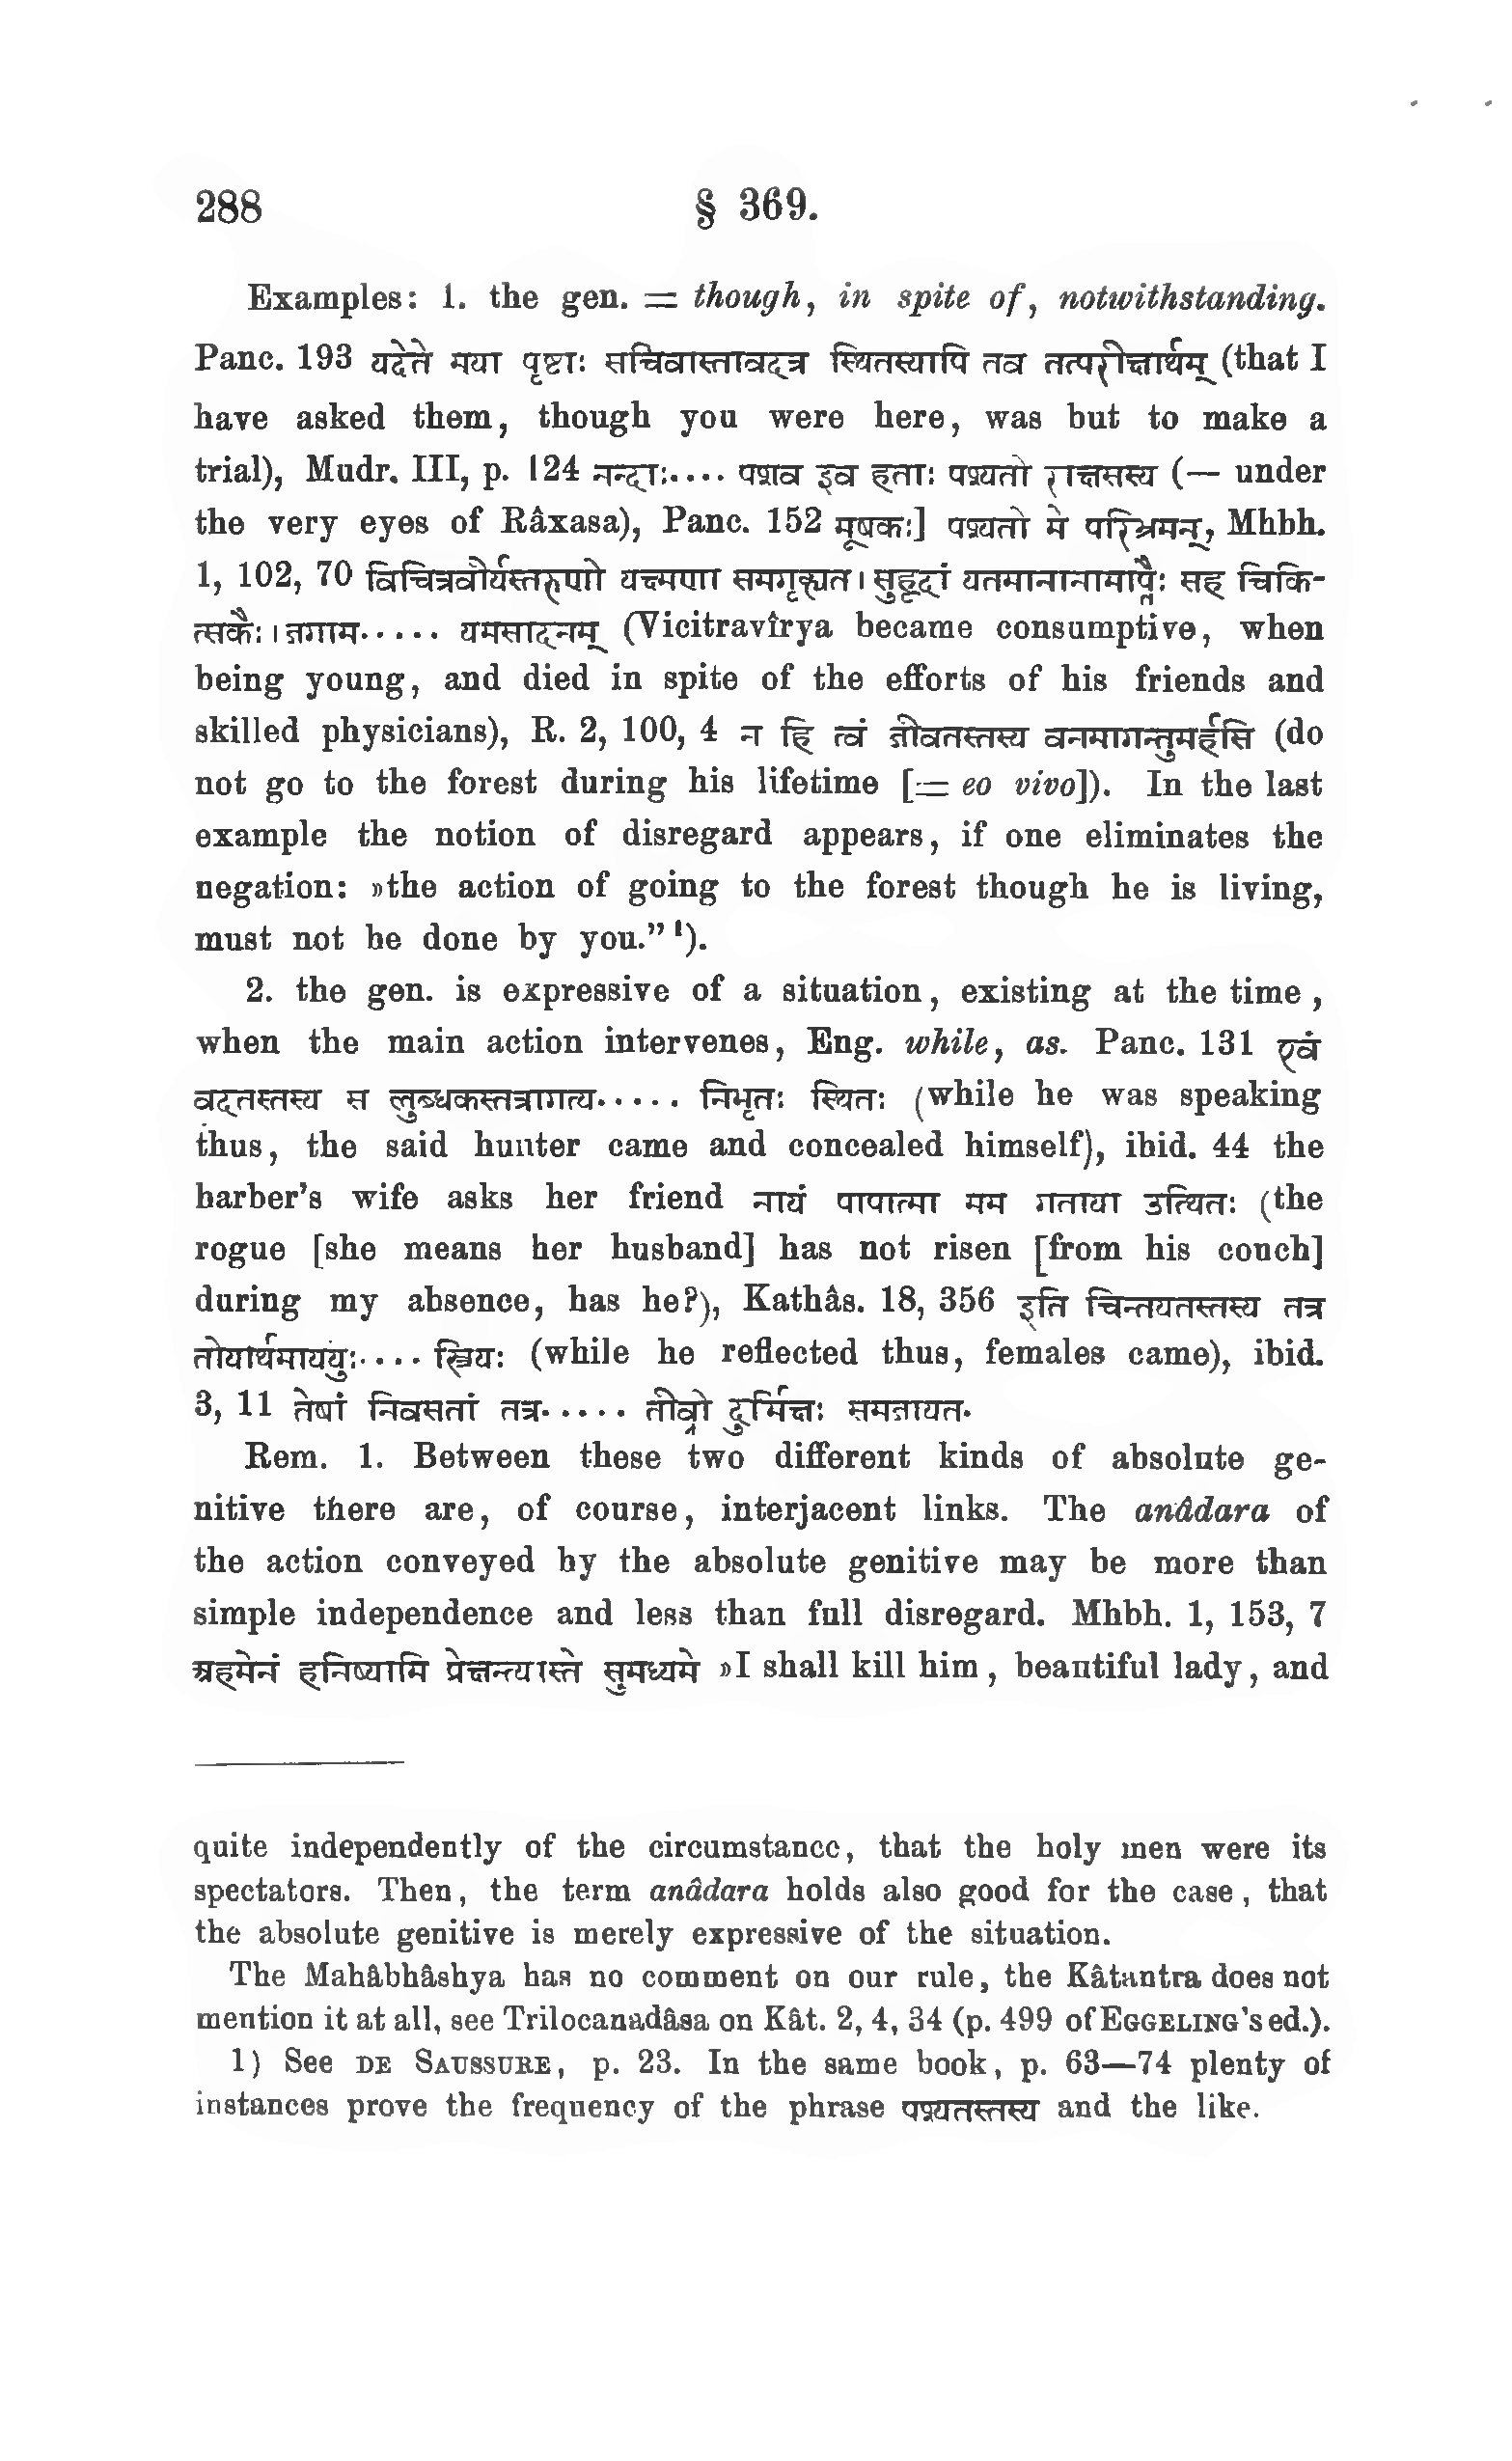 288 § 369.
Examples: 1. the gen. = though, in spite of, notwithstanding.
Panc. 193 यदेते मया पृष्टाः सचिवास्तावदत्र स्थितस्यापि तव तत्परीक्षार्थम् (that I
have asked them, though you were here, was but to make a
trial), Mudr. III, p. 124 नन्दाः.... पशव इव हताः पश्यतो राक्षसस्य (— under
the very eyes of Râxasa), Panc. 152 मूषकः] पश्यतो मे परिभ्रमन्, Mhbh.
1, 102, 70 विचित्रवीर्यस्तरुणो यक्ष्मणा समगृह्यत । सुहृदां यतमानानामाप्तैः सह चिकि-
त्सकैः । जगाम..... यमसादनम् (Vicitravîrya became consumptive, when
being young, and died in spite of the efforts of his friends and
skilled physicians), R. 2, 100, 4 न हि त्वं जीवतस्तस्य वनमागन्तुमर्हसि (do
not go to the forest during his lifetime [= eo vivo]). In the last
example the notion of disregard appears, if one eliminates the
negation: »the action of going to the forest though he is living,
must not be done by you.” ¹).
2. the gen. is expressive of a situation, existing at the time,
when the main action intervenes, Eng. while, as. Panc. 131 एवं
वदतस्तस्य स लुब्धकस्तत्रागत्य..... निभृतः स्थितः (while he was speaking
thus, the said hunter came and concealed himself), ibid. 44 the
barber’s wife asks her friend नायं पापात्मा मम गताया उत्थितः (the
rogue [she means her husband] has not risen [from his couch]
during my absence, has he?), Kathâs. 18, 356 इति चिन्तयतस्तस्य तत्र
तोयार्थमाययुः.... स्त्रियः (while he reflected thus, females came), ibid.
3, 11 तेषां निवसतां तत्र..... तीव्रो दुर्भिक्षः समजायत.
Rem. 1. Between these two different kinds of absolute ge-
nitive there are, of course, interjacent links. The anâdara of
the action conveyed by the absolute genitive may be more than
simple independence and less than full disregard. Mhbh. 1, 153, 7
अहमेनं हनिष्यामि प्रेक्षन्त्यास्ते सुमध्यमे »I shall kill him, beautiful lady, and
quite independently of the circumstance, that the holy men were its
spectators. Then, the term anâdara holds also good for the case, that
the absolute genitive is merely expressive of the situation.
The Mahâbhâshya has no comment on our rule, the Kâtantra does not
mention it at all, see Trilocanadâsa on Kât. 2, 4, 34 (p. 499 of EGGELING’s ed.).
1) See DE SAUSSURE, p. 23. In the same book, p. 63—74 plenty of
instances prove the frequency of the phrase पश्यतस्तस्य and the like.